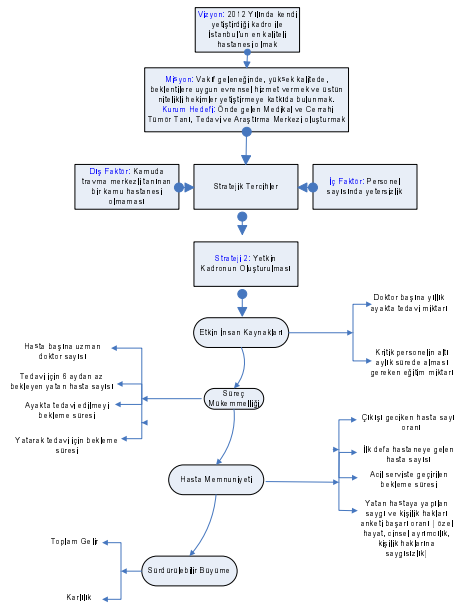 Vizyon: 2012 Yılında kendi
yetiştirdiği kadro ile
İstanbul'un en kaliteli
hastanesi olmak
Misyon: Vakıf geleneğinde, yüksek kalitede,
beklentilere uygun evrensel hizmet vermek ve üstün
nitelikli hekimler yetiştirmeye katkıda bulunmak.
Kurum Hedefi: Önde gelen Medikal ve Cerrahi
Tümör Tanı, Tedavi ve Araştırma Merkezi oluşturmak
Dış Faktör: Kamuda
travma merkezli tanınan
bir kamu hastanesi
olmaması
Stratejik Tercihler
İç Faktör: Personel
sayısında yetersizlik
Strateji 2: Yetkin
Kadronun Oluşturulması
Etkin İnsan Kaynakları
Doktor başına yıllık
ayakta tedavi miktarı
Kritik personelin altı
aylık sürede alması
gereken eğitim miktarı
Hasta başına uzman
doktor sayısı
Tedavi için 6 aydan az
bekleyen yatan hasta sayısı
Ayakta tedavi edilmeyi
bekleme süresi
Yatarak tedavi için bekleme
süresi
Süreç
Mükemmelliği
Çıkışı geciken hasta sayı
oranı
İlk defa hastaneye gelen
hasta sayısı
Acil serviste geçirilen
bekleme süresi
Yatan hastaya yapılan
saygı ve kişilik hakları
anketi başarı oranı | özel
hayat, cinsel ayrımcılık,
kişilik haklarına
saygısızlık|
Hasta Memnuniyeti
Toplam Gelir
Karlılık
Sürdürülebilir Büyüme